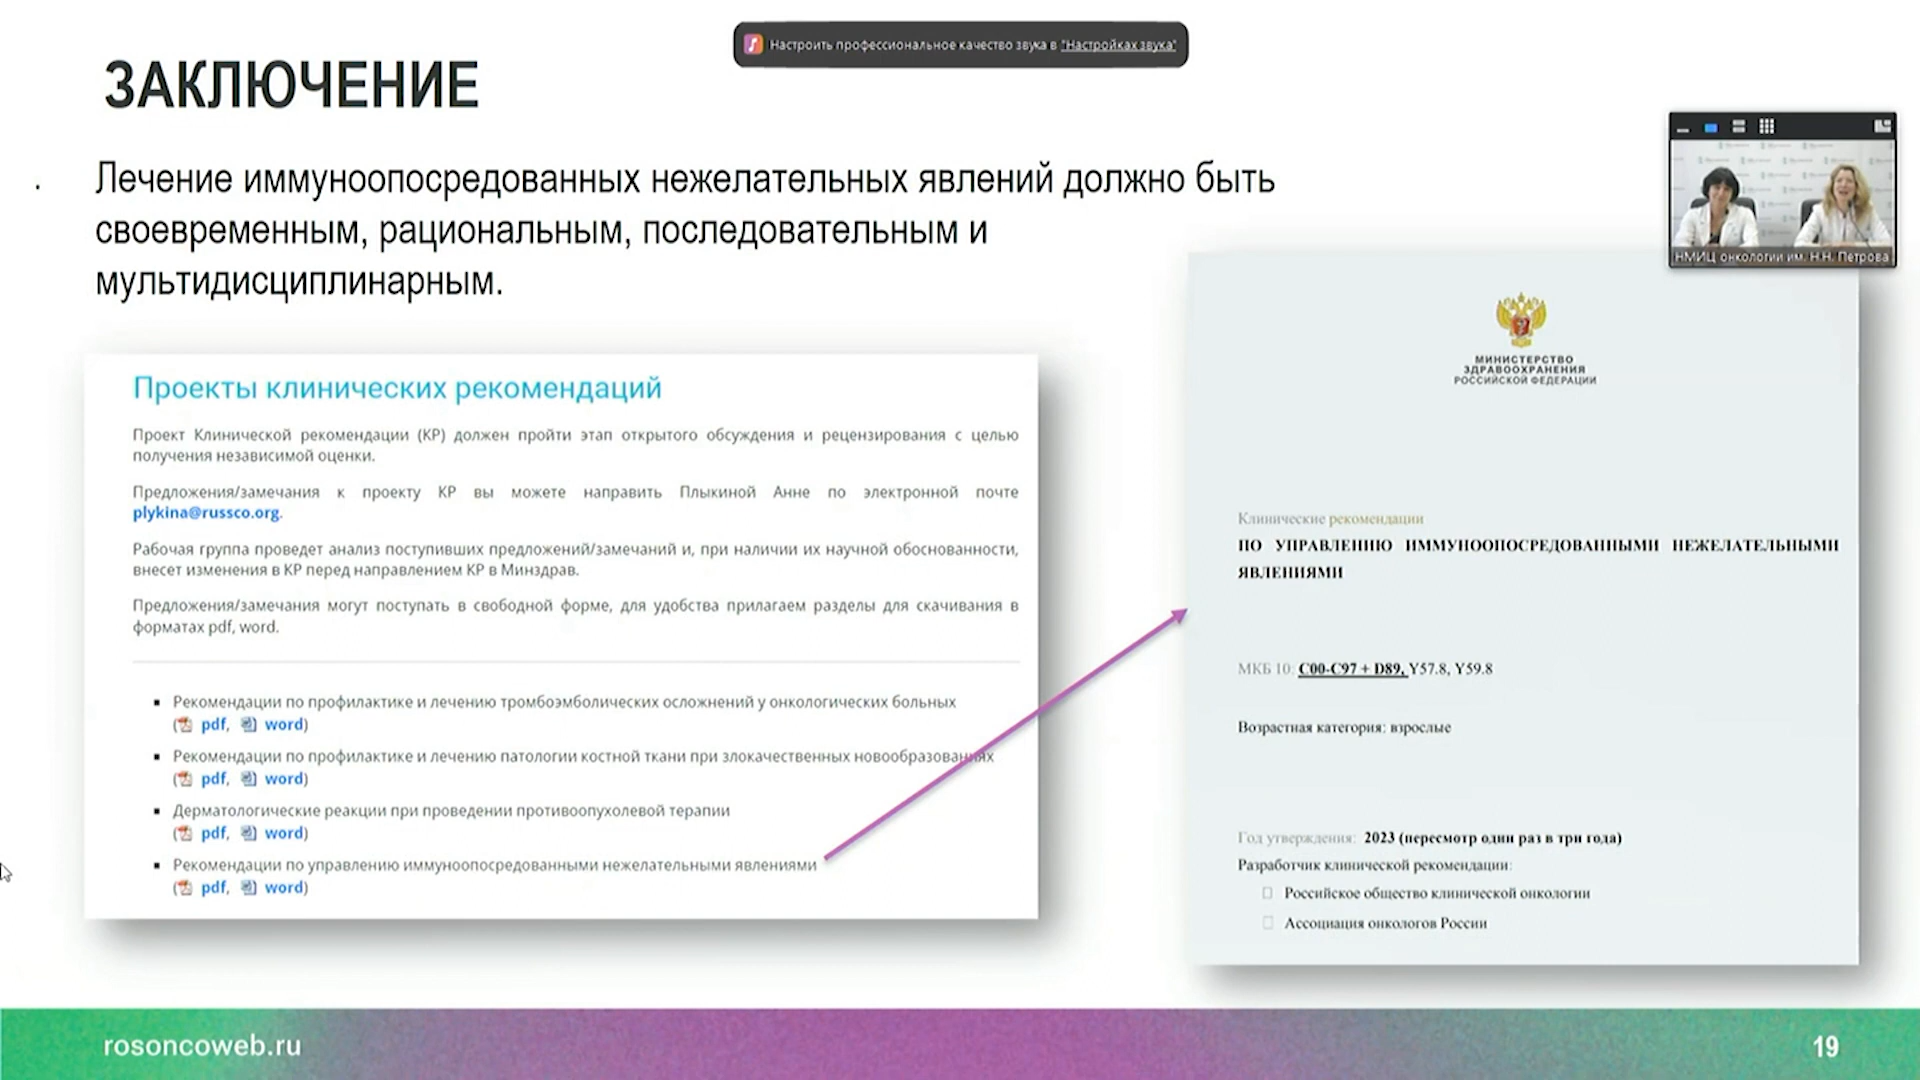 Настроить профессиональное качество звука в "Настройках звука"
ЗАКЛЮЧЕНИЕ
Лечение иммуноопосредованных нежелательных явлений должно быть
своевременным, рациональным, последовательным и
мультидисциплинарным.
НМИЦ онкологии им. Н.Н. Петрова
Проекты клинических рекомендаций
Проект Клинической рекомендации (КР) должен пройти этап открытого обсуждения и рецензирования с целью
получения независимой оценки.
Предложения/замечания к проекту КР вы можете направить Плыкиной Анне по электронной почте
plykina@russco.org.
Рабочая группа проведет анализ поступивших предложений/замечаний и, при наличии их научной обоснованности,
внесет изменения в КР перед направлением КР в Минздрав.
Предложения/замечания могут поступать в свободной форме, для удобства прилагаем разделы для скачивания в
форматах pdf, word.
Рекомендации по профилактике и лечению тромбоэмболических осложнений у онкологических больных
(pdf, word)
Рекомендации по профилактике и лечению патологии костной ткани при злокачественных новообразованиях
(pdf, word)
Дерматологические реакции при проведении противоопухолевой терапии
(pdf, word)
Рекомендации по управлению иммуноопосредованными нежелательными явлениями
(pdf, word)
МИНИСТЕРСТВО
ЗДРАВООХРАНЕНИЯ
РОССИЙСКОЙ ФЕДЕРАЦИИ
Клинические рекомендации
ПО УПРАВЛЕНИЮ ИММУНООПОСРЕДОВАННЫМИ НЕЖЕЛАТЕЛЬНЫМИ
ЯВЛЕНИЯМИ
МКБ 10: C00-C97 + D89, Y57.8, Y59.8
Возрастная категория: взрослые
Год утверждения: 2023 (пересмотр один раз в три года)
Разработчик клинической рекомендации:
Российское общество клинической онкологии
Ассоциация онкологов России
rosoncoweb.ru
19